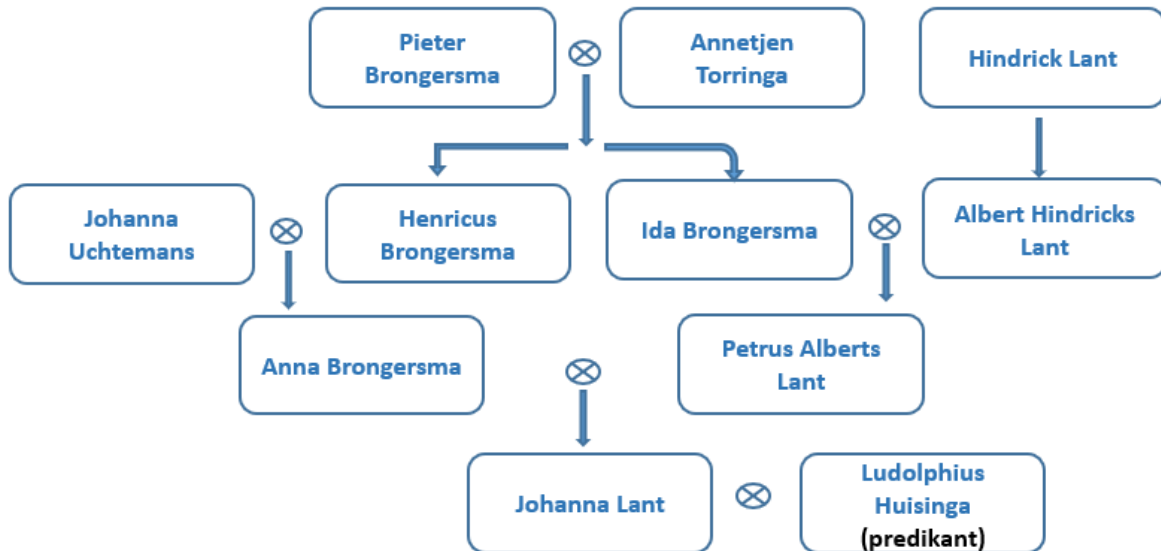 Pieter
Brongersma
Annetjen
Torringa
Hindrick Lant
Johanna
Uchtemans
Henricus
Brongersma
Ida Brongersma
Albert Hindricks
Lant
Anna Brongersma
Petrus Alberts
Lant
Johanna Lant
Ludolphius
Huisinga
(predikant)